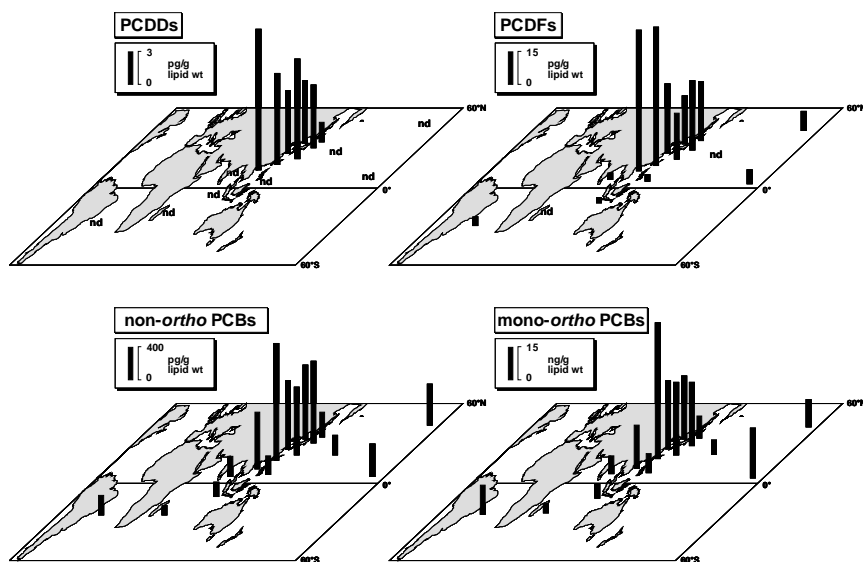 PCDDs
3
pg/g
0
lipid wt
60°N
nd
nd
nd
nd
nd
nd
0°
nd
nd
60°S
PCDFs
15
pg/g
0
lipid wt
60°N
nd
0°
nd
60°S
non-ortho PCBs
400
pg/g
0
lipid wt
60°N
0°
60°S
mono-ortho PCBs
15
ng/g
0
lipid wt
60°N
0°
60°S